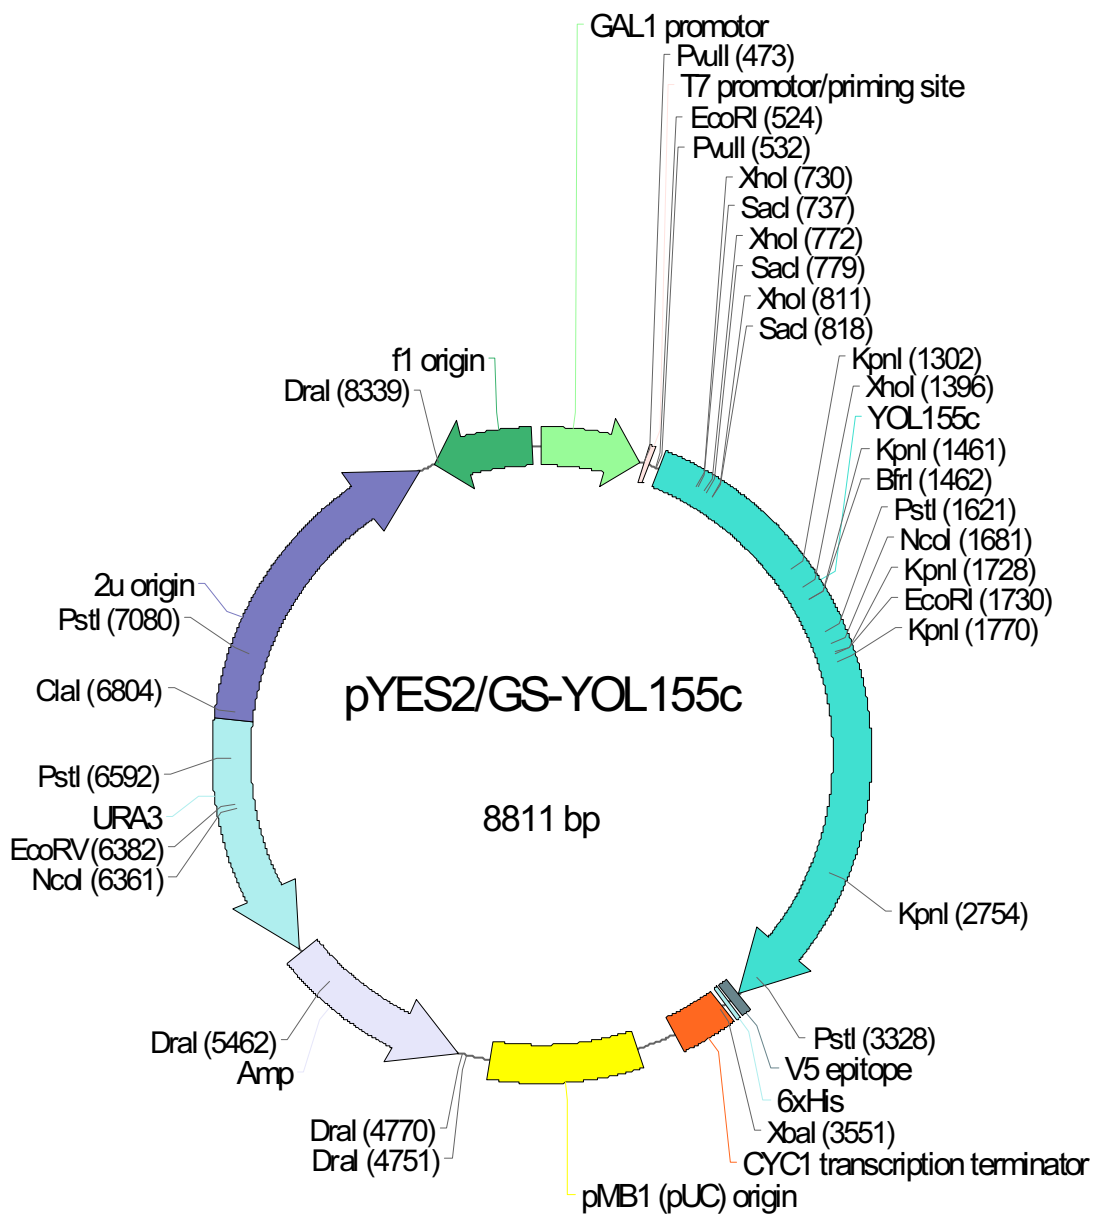 GAL1 promotor
PvuII (473)
T7 promotor/priming site
EcoRI (524)
PvuII (532)
XhoI (730)
SacI (737)
XhoI (772)
SacI (779)
XhoI (811)
SacI (818)
KpnI (1302)
XhoI (1396)
YOL155c
KpnI (1461)
BfrI (1462)
PstI (1621)
NcoI (1681)
KpnI (1728)
EcoRI (1730)
KpnI (1770)
KpnI (2754)
PstI (3328)
V5 epitope
6xHis
XbaI (3551)
CYC1 transcription terminator
pMB1 (pUC) origin
DraI (4751)
DraI (4770)
Amp
DraI (5462)
NcoI (6361)
EcoRV (6382)
URA3
PstI (6592)
ClaI (6804)
PstI (7080)
2u origin
DraI (8339)
f1 origin
pYES2/GS-YOL155c
8811 bp